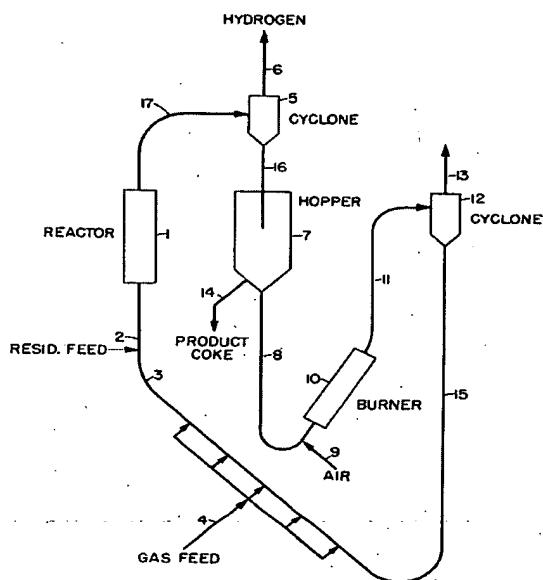 HYDROGEN
6
17
5
CYCLONE
16
13
12
CYCLONE
HOPPER
7
REACTOR
1
11
14
PRODUCT
COKE
2
RESID. FEED
8
3
10
BURNER
15
9
AIR
4
GAS FEED